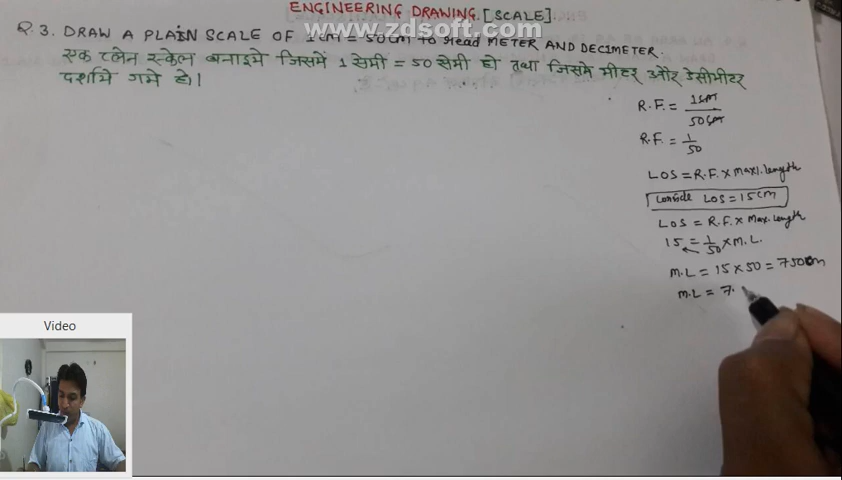 ENGINEERING DRAWING [SCALE]
www.zdsoft.com
Q.3. DRAW A PLAIN SCALE OF 1cm = 50cm To Read METER AND DECIMETER.
एक प्लेन स्केल बनाइये जिसमे 1 सेमी = 50 सेमी हो तथा जिसमे मीटर और डेसीमीटर
दर्शाये गये हो।
R.F. = 1cm / 50cm
R.F. = 1/50
LOS = R.F. x Max. length
Conside LOS = 15cm
LOS = R.F. x Max. length
15 = 1/50 x M.L.
M.L = 15 x 50 = 750cm
M.L = 7.
Video